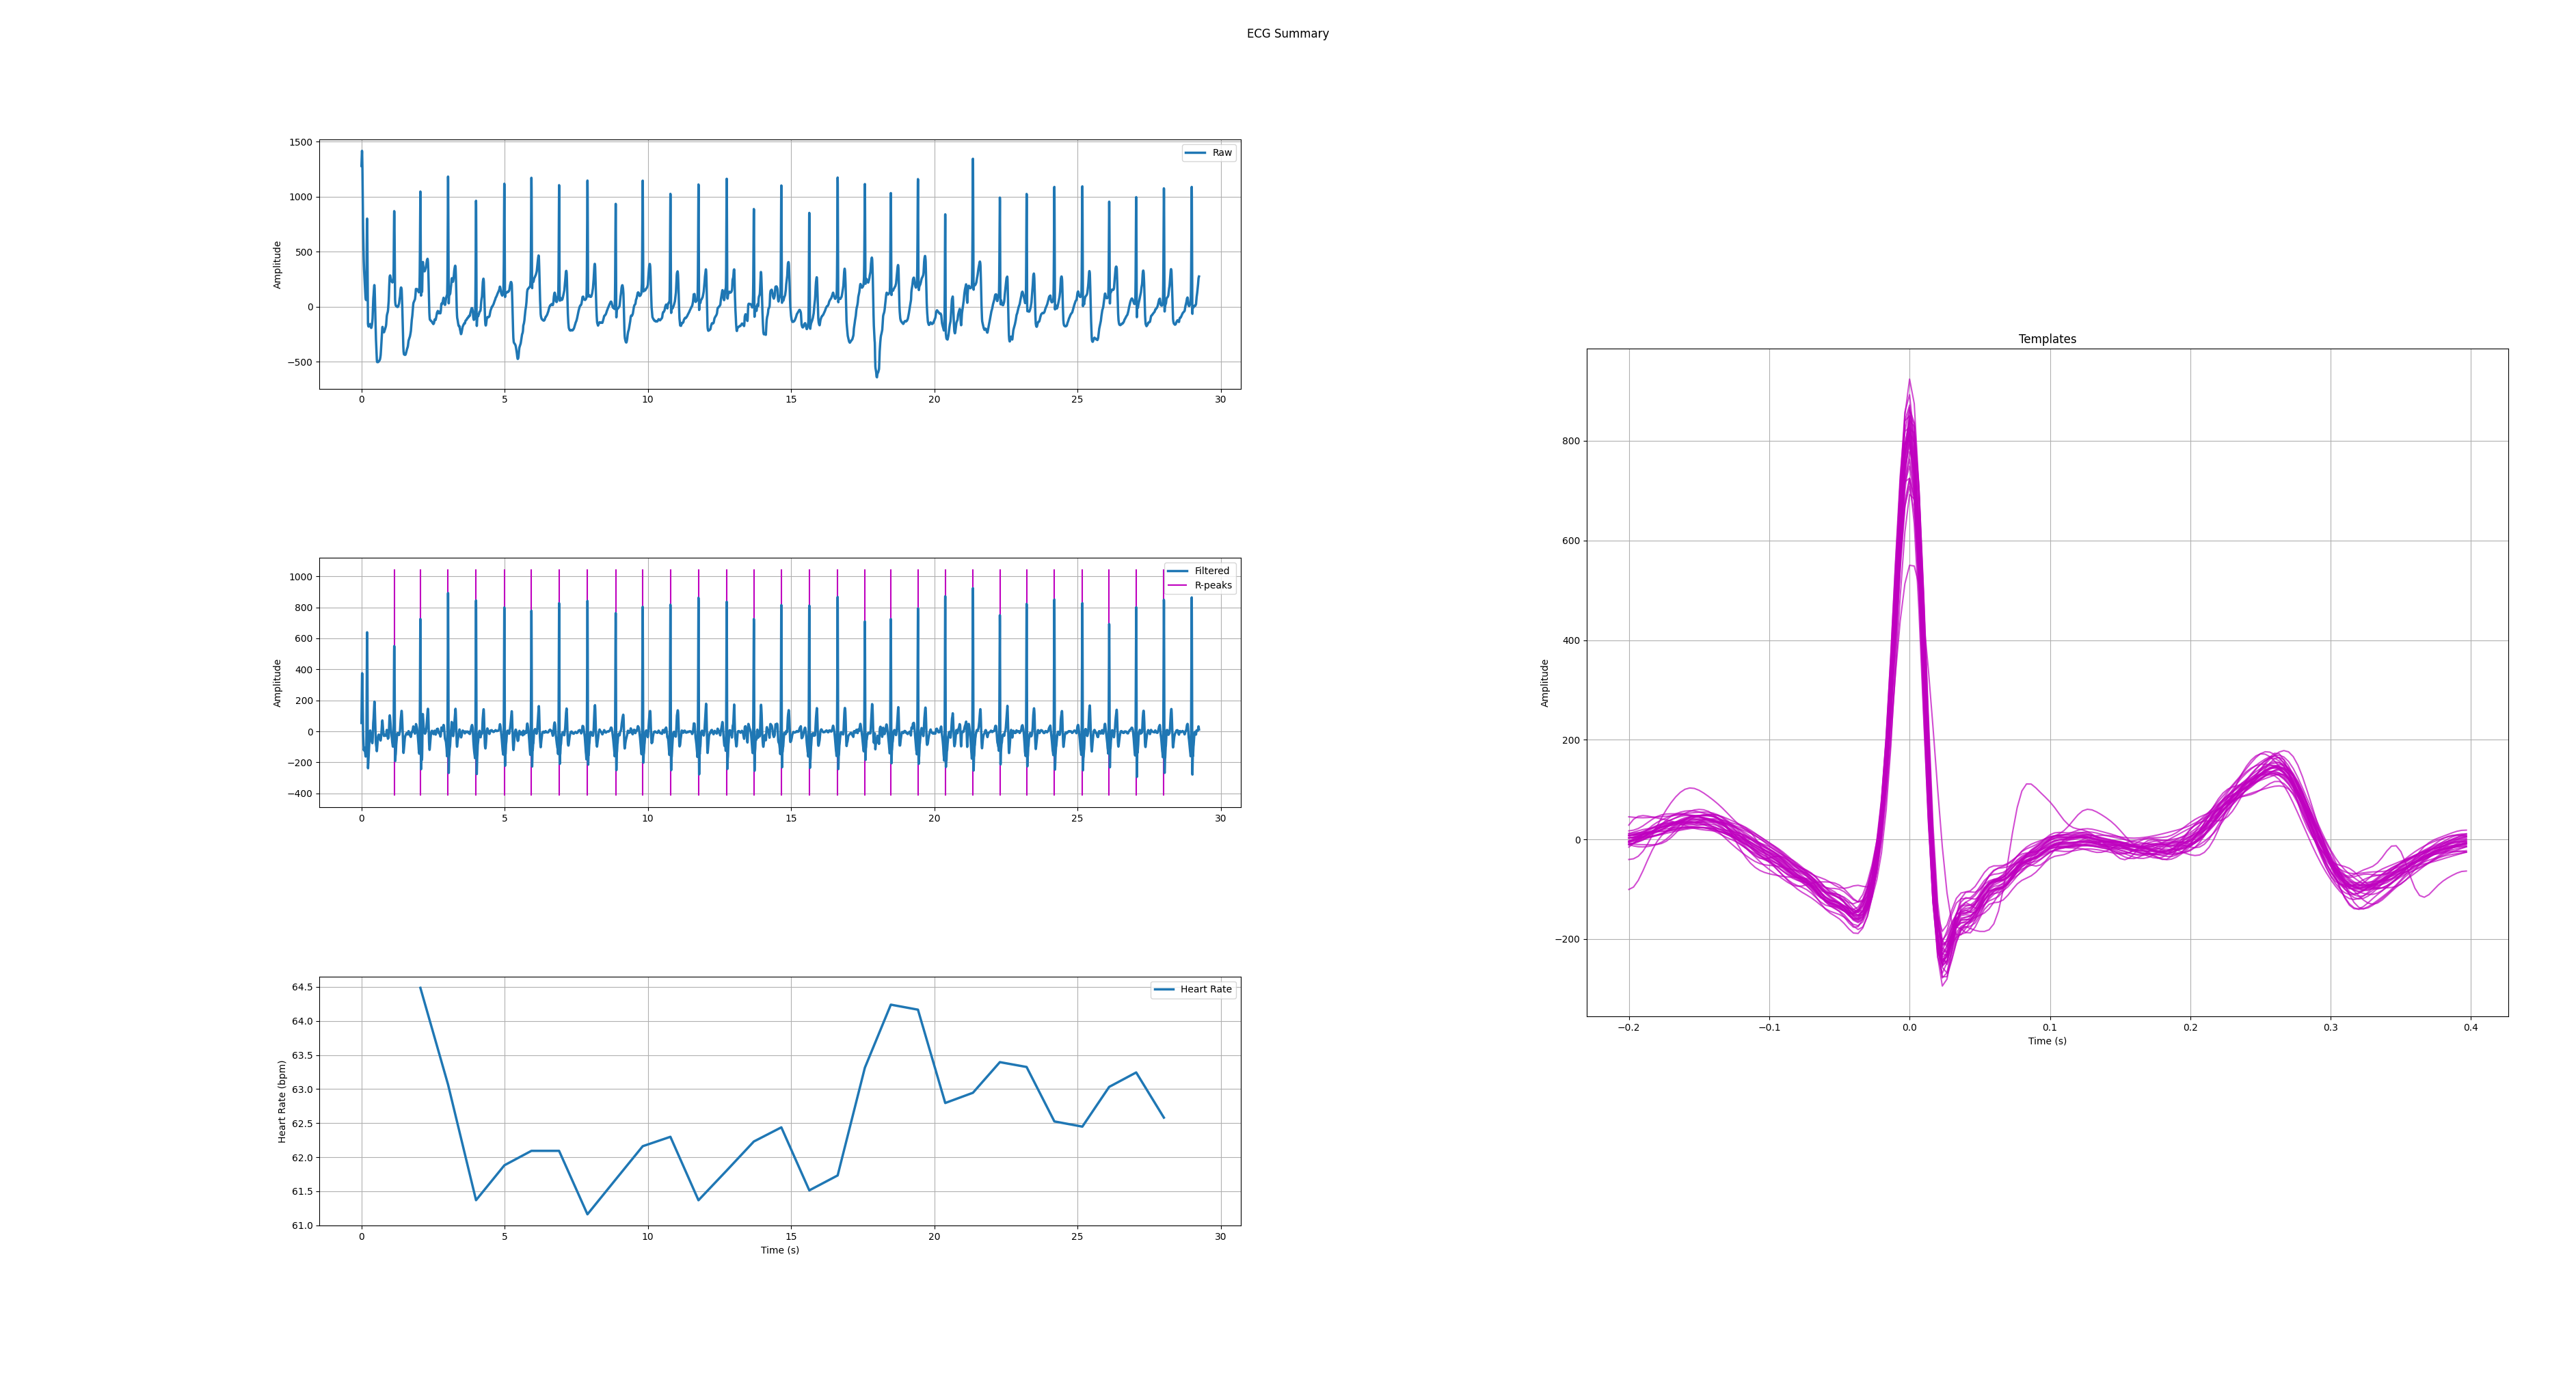 ECG Summary
1500
1000
500
0
−500
Amplitude
Raw
0 5 10 15 20 25 30
1000
800
600
400
200
0
−200
−400
Amplitude
Filtered
R-peaks
0 5 10 15 20 25 30
64.5
64.0
63.5
63.0
62.5
62.0
61.5
61.0
Heart Rate (bpm)
Heart Rate
0 5 10 15 20 25 30
Time (s)
Templates
800
600
400
200
0
−200
Amplitude
−0.2 −0.1 0.0 0.1 0.2 0.3 0.4
Time (s)